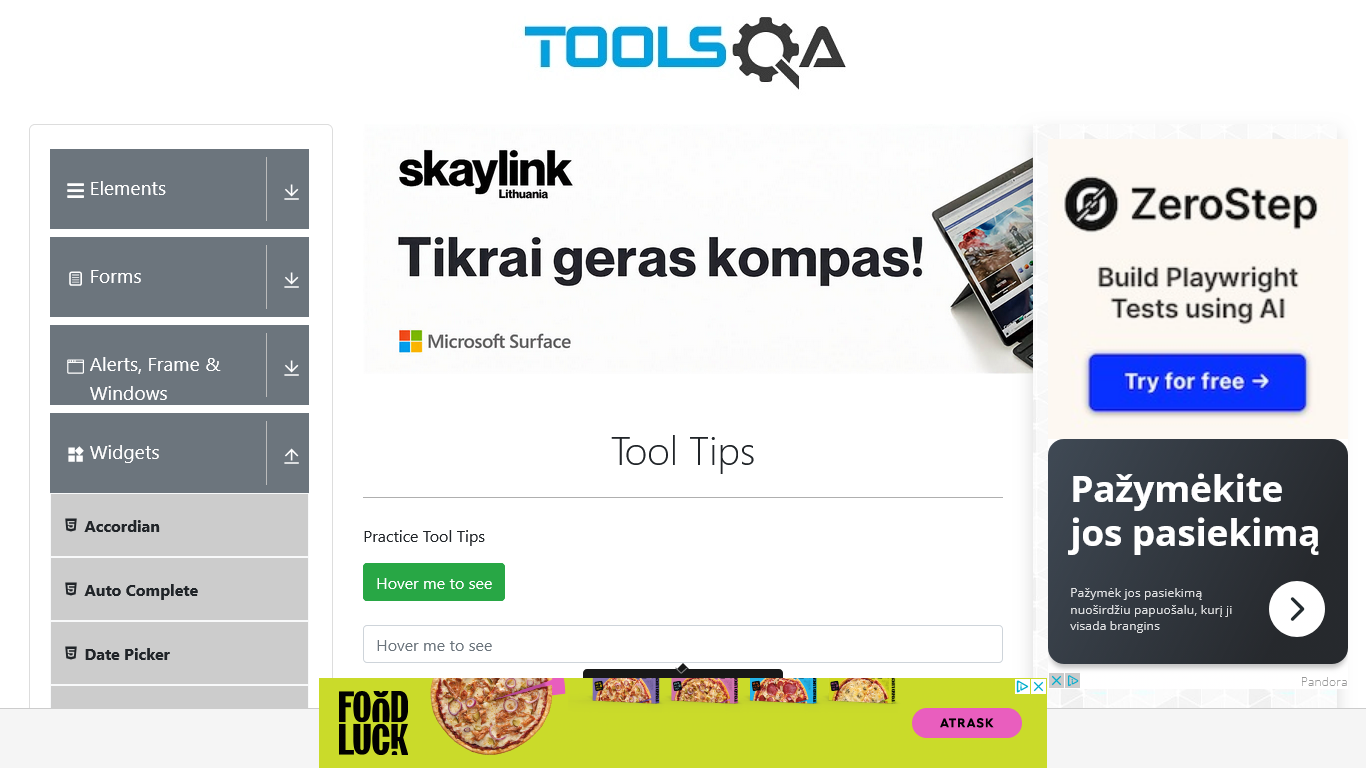 TOOLSQA
Elements
Forms
Alerts, Frame &
Windows
Widgets
Accordian
Auto Complete
Date Picker
skaylink
Lithuania
Tikrai geras kompas!
Microsoft Surface
Tool Tips
Practice Tool Tips
Hover me to see
Hover me to see
ZeroStep
Build Playwright
Tests using AI
Try for free →
Pažymėkite
jos pasiekimą
Pažymėk jos pasiekimą
nuoširdžiu papuošalu, kurį ji
visada brangins
Pandora
FOOD
LUCK
ATRASK